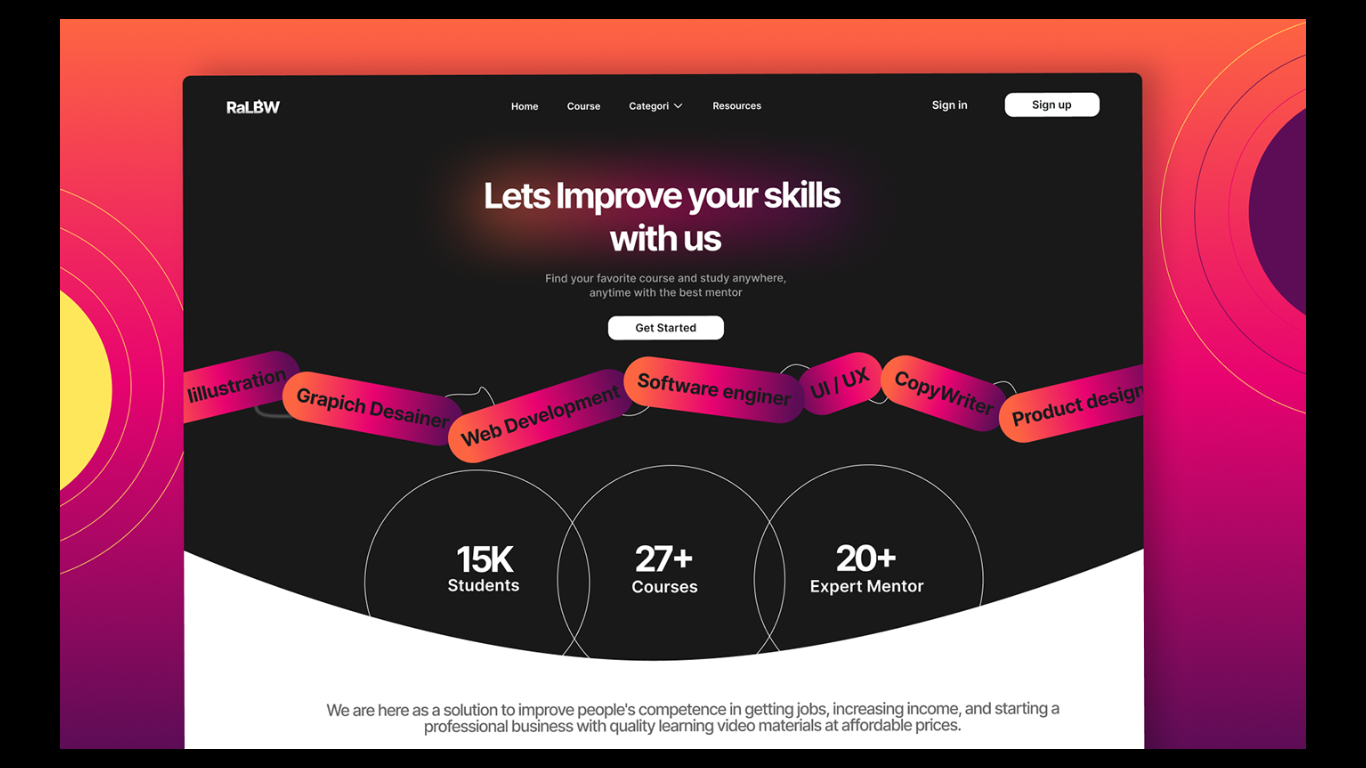 RaLBW
Home Course Categori Resources
Sign in
Sign up
Lets Improve your skills
with us
Find your favorite course and study anywhere,
anytime with the best mentor
Get Started
lillustration
Grapich Desainer
Web Development
Software enginer
UI / UX
CopyWriter
Product design
15K
Students
27+
Courses
20+
Expert Mentor
We are here as a solution to improve people's competence in getting jobs, increasing income, and starting a
professional business with quality learning video materials at affordable prices.